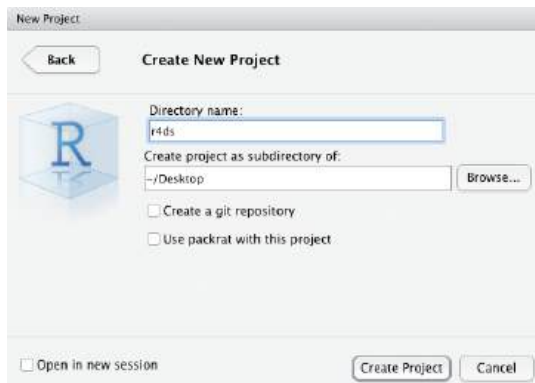 New Project
Back
Create New Project
R
Directory name:
r4ds
Create project as subdirectory of:
~/Desktop
Browse...
Create a git repository
Use packrat with this project
Open in new session
Create Project
Cancel